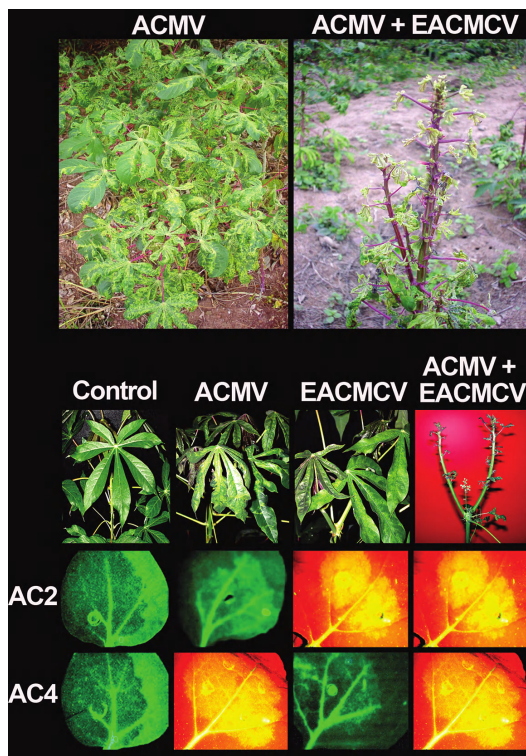 ACMV
ACMV + EACMCV
Control
ACMV
EACMCV
ACMV +
EACMCV
AC2
AC4